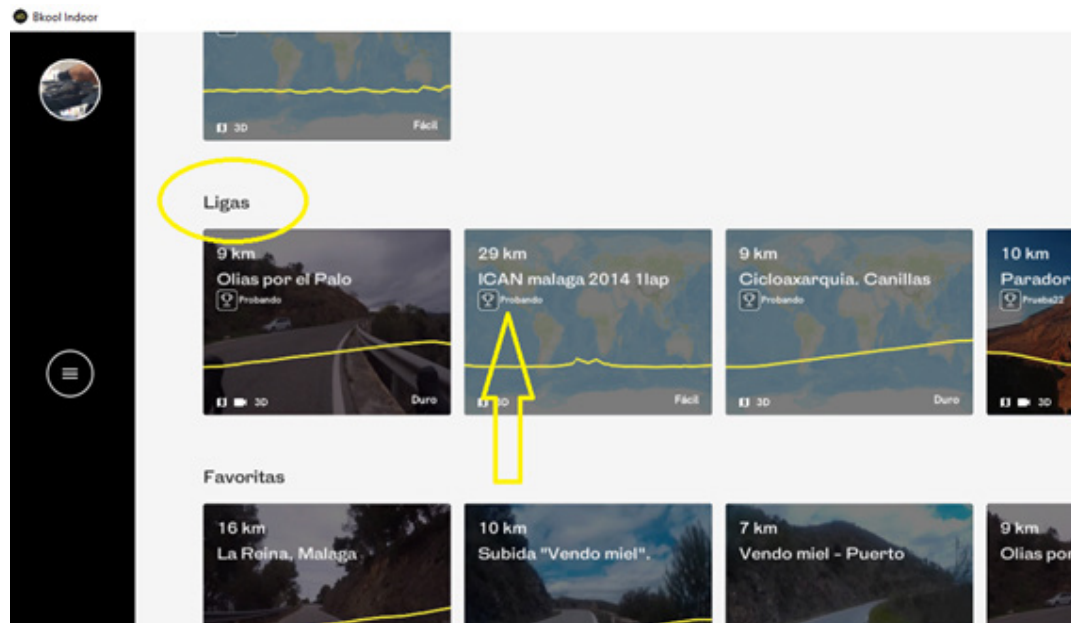 Bkool Indoor
3D
Fácil
Ligas
9 km
Olias por el Palo
Probando
3D
Duro
29 km
ICAN malaga 2014 1lap
Probando
3D
Fácil
9 km
Cicloaxarquia. Canillas
Probando
3D
Duro
10 km
Parador
Prueba22
3D
Favoritas
16 km
La Reina, Malaga
10 km
Subida "Vendo miel".
7 km
Vendo miel - Puerto
9 km
Olias por